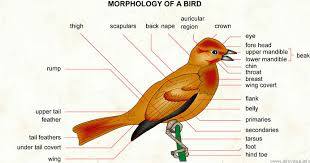 MORPHOLOGY OF A BIRD
thigh
scapulars
back
nape
auricular
region
crown
eye
fore head
upper mandible
lower mandible
beak
chin
throat
breast
wing covert
rump
flank
belly
upper tail
feather
primaries
secondaries
tail feathers
tarsus
under tail covert
foot
hind toe